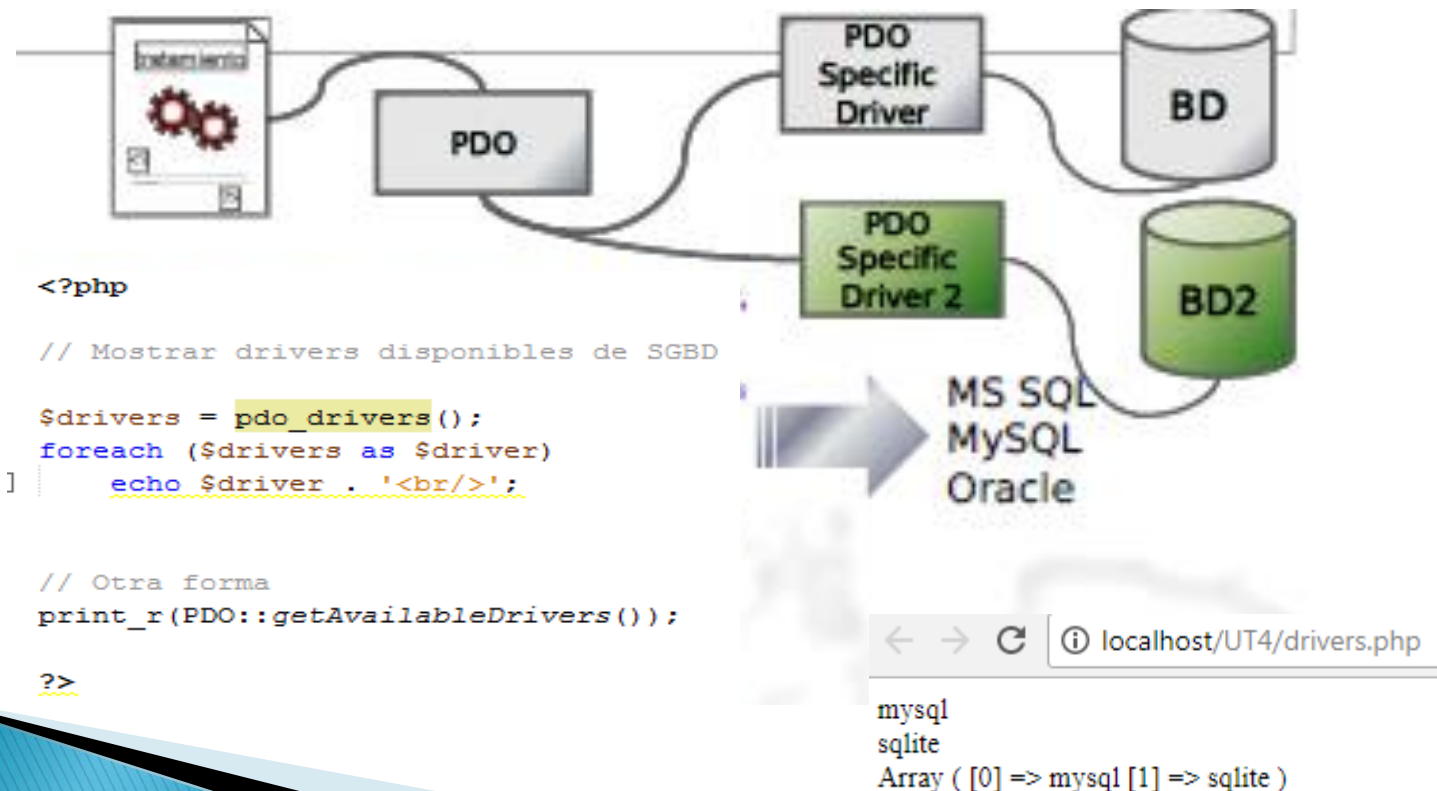 tratamiento
PDO
PDO
Specific
Driver
BD
PDO
Specific
Driver 2
BD2
MS SQL
MySQL
Oracle
<?php
// Mostrar drivers disponibles de SGBD
$drivers = pdo_drivers();
foreach ($drivers as $driver)
echo $driver . '<br/>';
// Otra forma
print_r(PDO::getAvailableDrivers());
?>
localhost/UT4/drivers.php
mysql
sqlite
Array ( [0] => mysql [1] => sqlite )